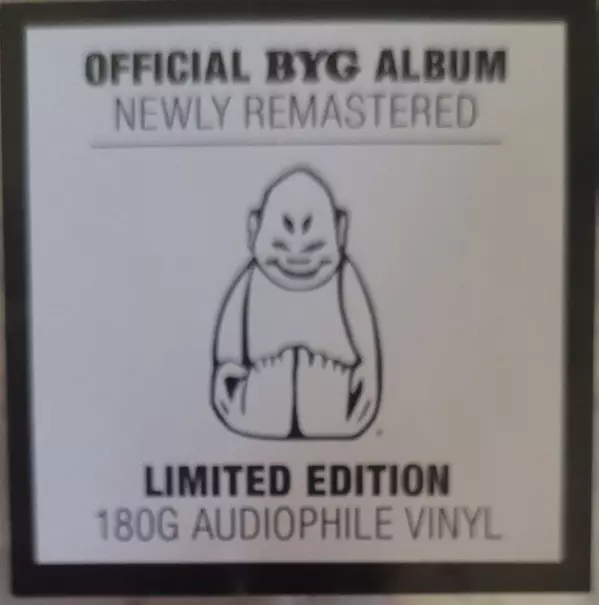 OFFICIAL BYG ALBUM
NEWLY REMASTERED
LIMITED EDITION
180G AUDIOPHILE VINYL